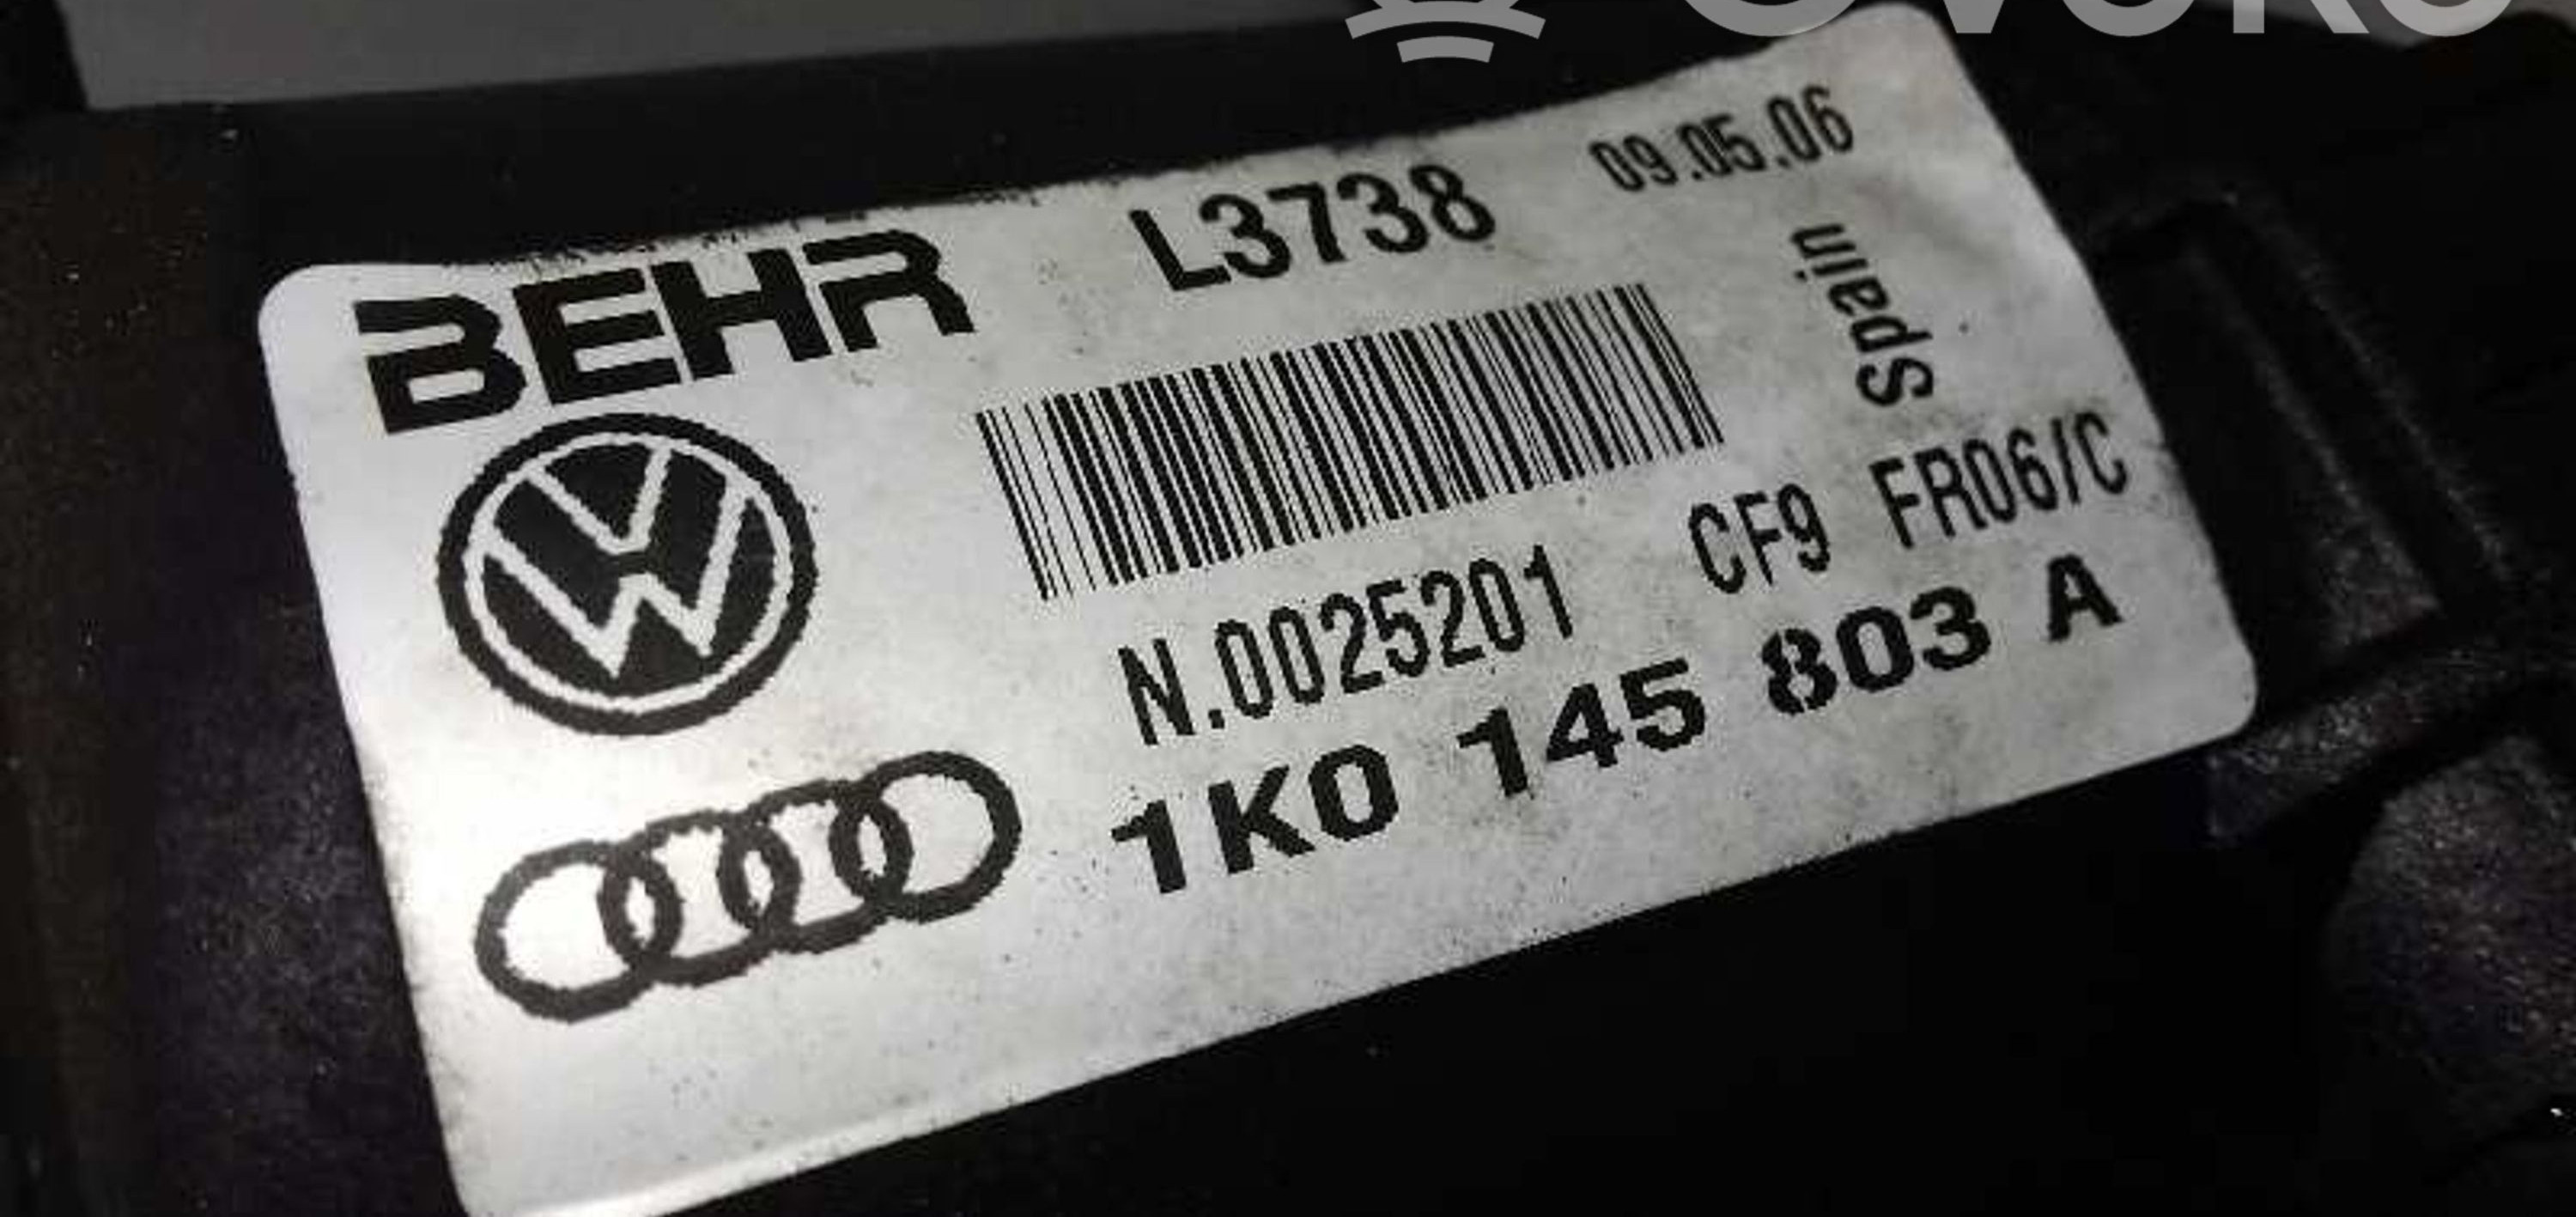 BEHR L3738 09.05.06
Spain
N.0025201 CF9 FR06/C
1K0 145 803 A